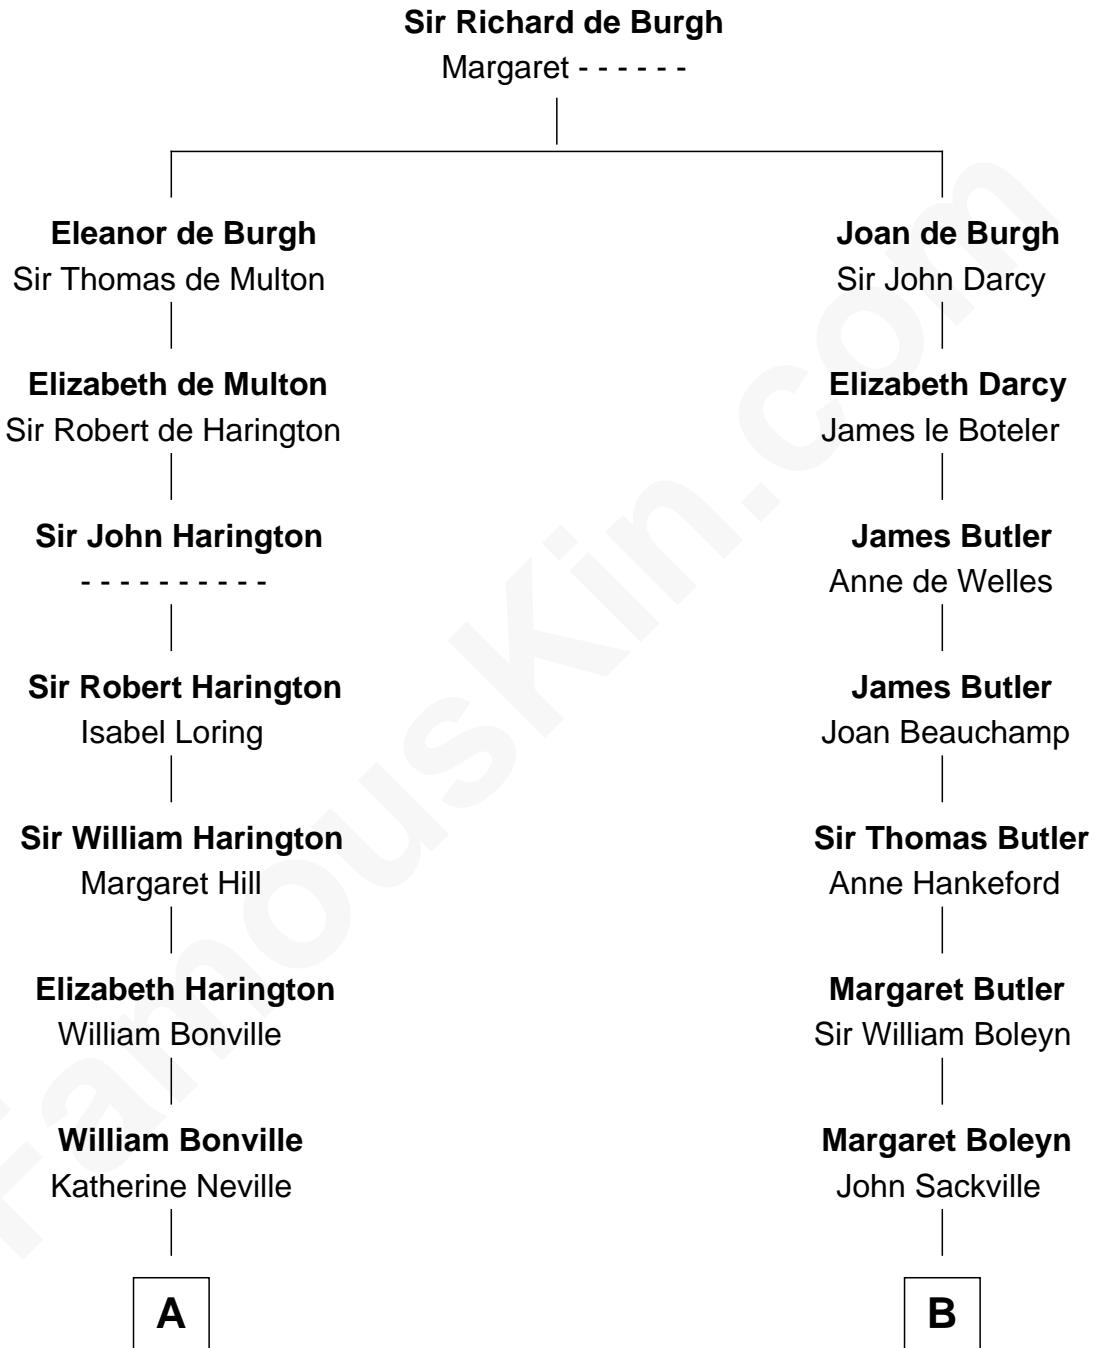 Sir Richard de Burgh
Margaret - - - - - -
Eleanor de Burgh
Sir Thomas de Multon
Elizabeth de Multon
Sir Robert de Harington
Sir John Harington
- - - - - - - - - -
Sir Robert Harington
Isabel Loring
Sir William Harington
Margaret Hill
Elizabeth Harington
William Bonville
William Bonville
Katherine Neville
A
Joan de Burgh
Sir John Darcy
Elizabeth Darcy
James le Boteler
James Butler
Anne de Welles
James Butler
Joan Beauchamp
Sir Thomas Butler
Anne Hankeford
Margaret Butler
Sir William Boleyn
Margaret Boleyn
John Sackville
B
FamousKin.com